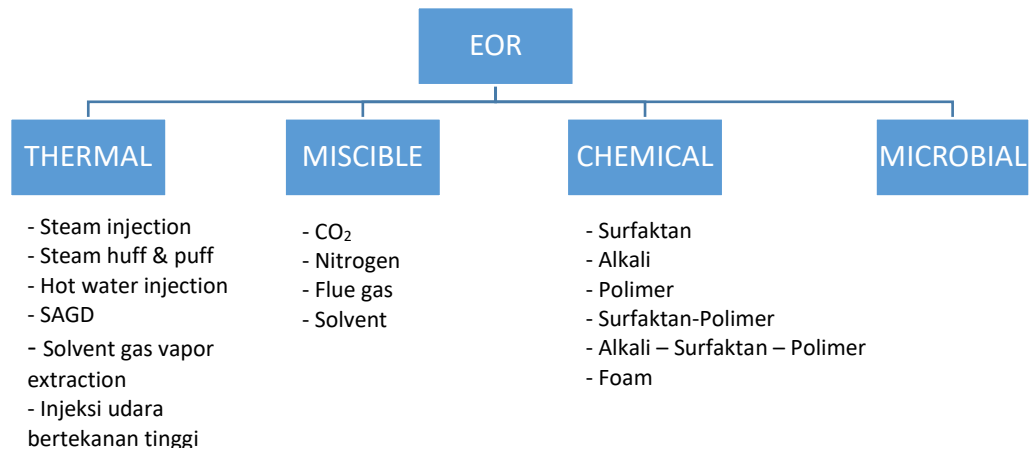 EOR
THERMAL
MISCIBLE
CHEMICAL
MICROBIAL
- Steam injection
- Steam huff & puff
- Hot water injection
- SAGD
- Solvent gas vapor
extraction
- Injeksi udara
bertekanan tinggi
- CO₂
- Nitrogen
- Flue gas
- Solvent
- Surfaktan
- Alkali
- Polimer
- Surfaktan-Polimer
- Alkali – Surfaktan – Polimer
- Foam